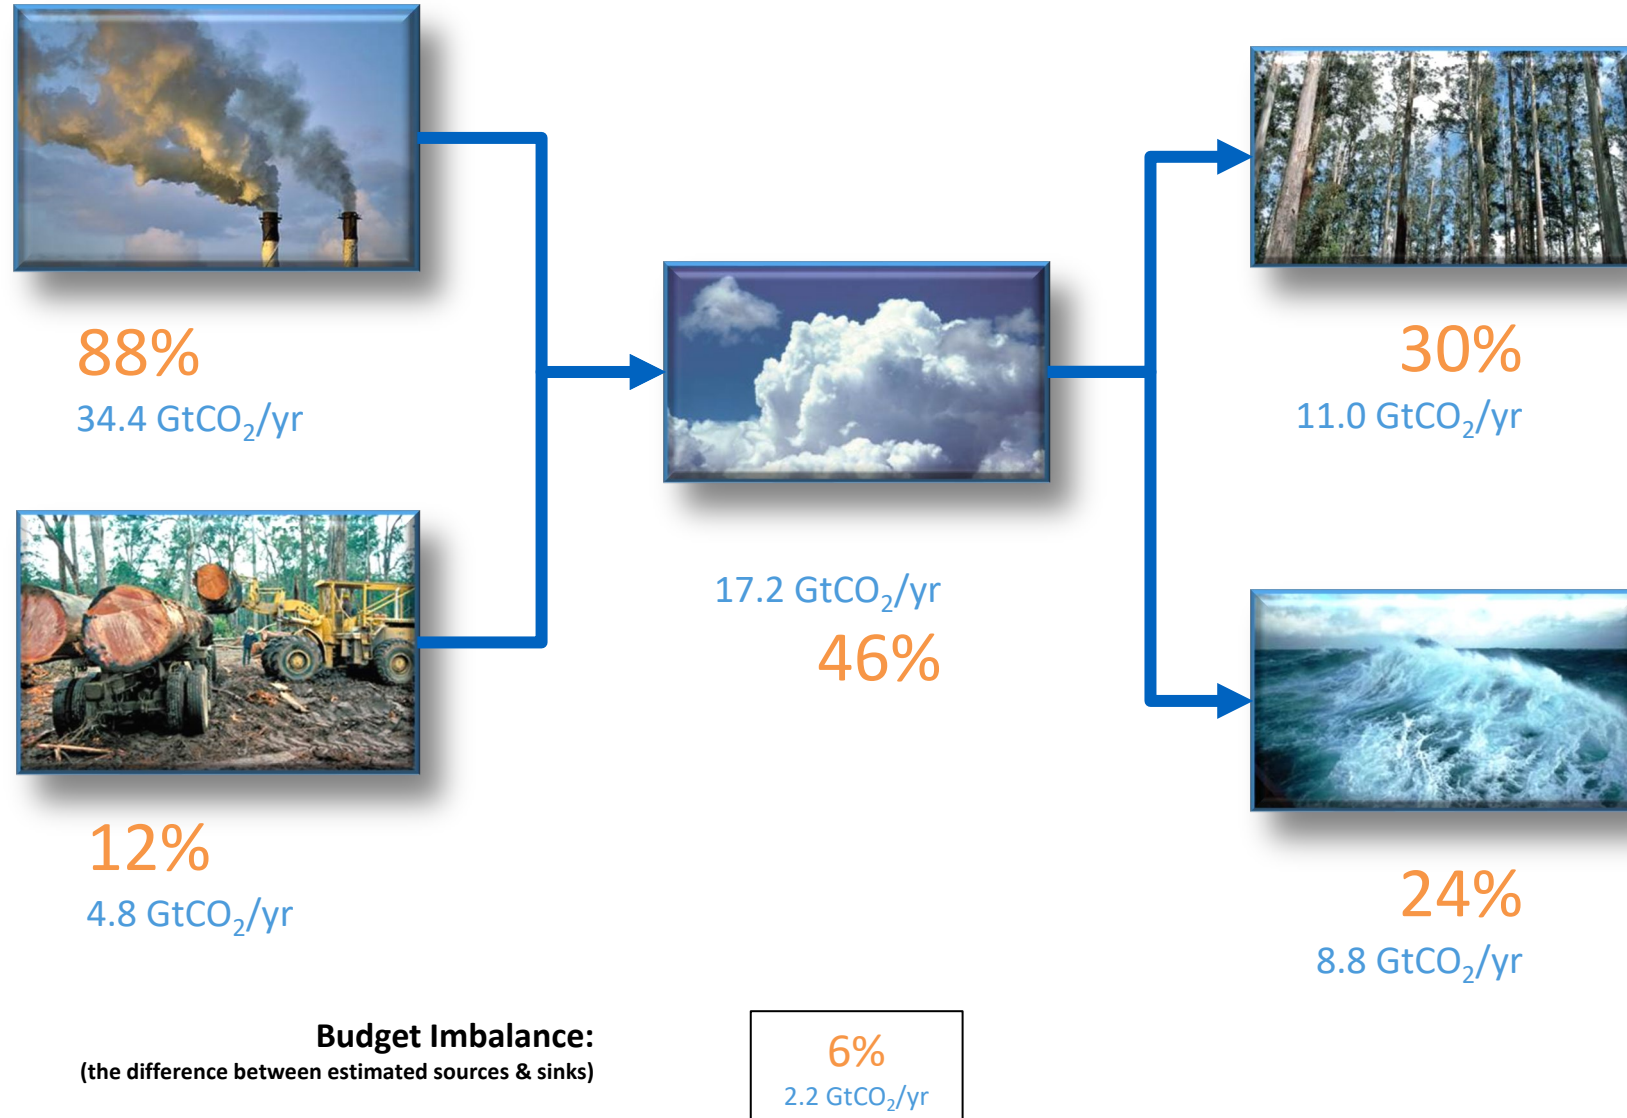 88%
34.4 GtCO₂/yr
12%
4.8 GtCO₂/yr
17.2 GtCO₂/yr
46%
30%
11.0 GtCO₂/yr
24%
8.8 GtCO₂/yr
Budget Imbalance:
(the difference between estimated sources & sinks)
6%
2.2 GtCO₂/yr